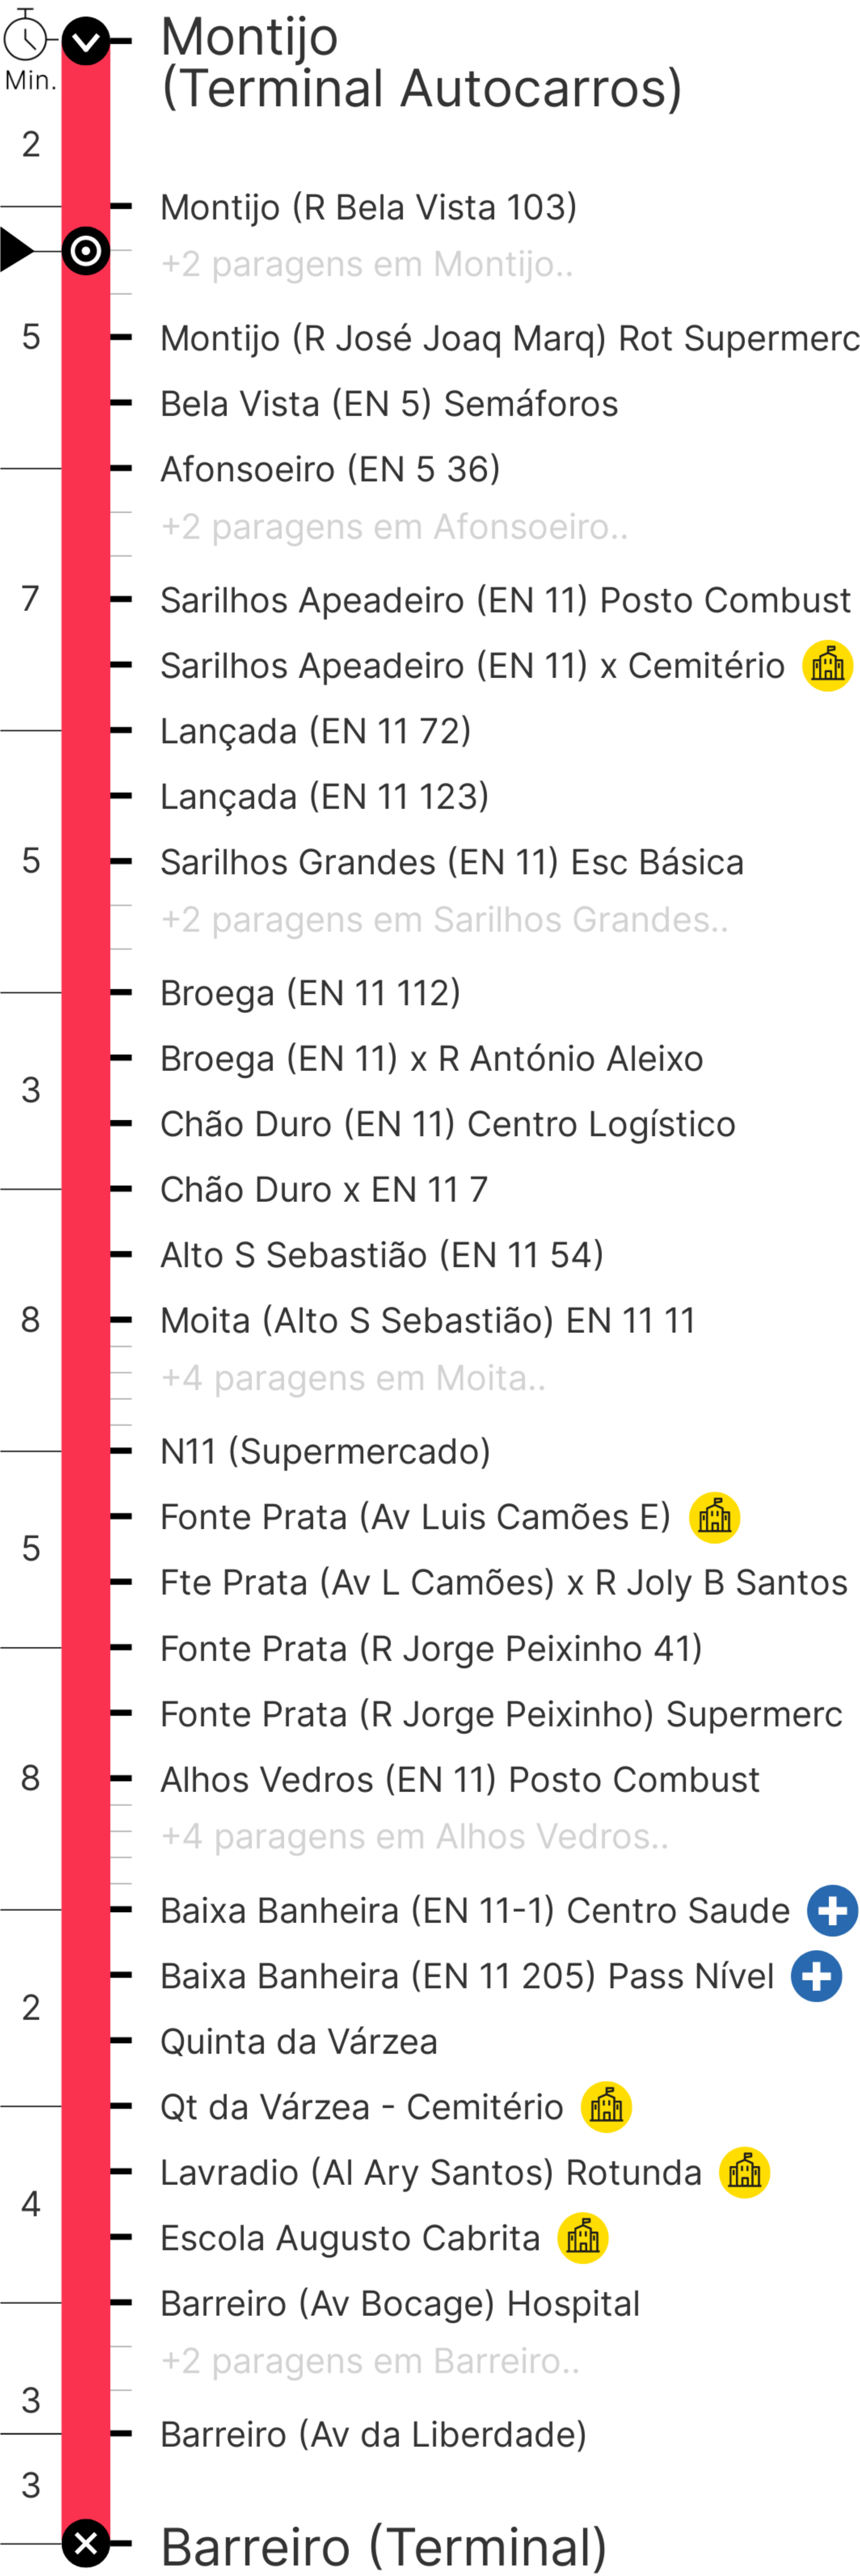 Montijo
(Terminal Autocarros)
Min.
2
Montijo (R Bela Vista 103)
+2 paragens em Montijo..
5
Montijo (R José Joaq Marq) Rot Supermerc
Bela Vista (EN 5) Semáforos
Afonsoeiro (EN 5 36)
+2 paragens em Afonsoeiro..
7
Sarilhos Apeadeiro (EN 11) Posto Combust
Sarilhos Apeadeiro (EN 11) x Cemitério
Lançada (EN 11 72)
Lançada (EN 11 123)
5
Sarilhos Grandes (EN 11) Esc Básica
+2 paragens em Sarilhos Grandes..
Broega (EN 11 112)
Broega (EN 11) x R António Aleixo
3
Chão Duro (EN 11) Centro Logístico
Chão Duro x EN 11 7
Alto S Sebastião (EN 11 54)
8
Moita (Alto S Sebastião) EN 11 11
+4 paragens em Moita..
N11 (Supermercado)
Fonte Prata (Av Luis Camões E)
5
Fte Prata (Av L Camões) x R Joly B Santos
Fonte Prata (R Jorge Peixinho 41)
Fonte Prata (R Jorge Peixinho) Supermerc
8
Alhos Vedros (EN 11) Posto Combust
+4 paragens em Alhos Vedros..
Baixa Banheira (EN 11-1) Centro Saude
Baixa Banheira (EN 11 205) Pass Nível
2
Quinta da Várzea
Qt da Várzea - Cemitério
Lavradio (Al Ary Santos) Rotunda
4
Escola Augusto Cabrita
Barreiro (Av Bocage) Hospital
+2 paragens em Barreiro..
3
Barreiro (Av da Liberdade)
3
Barreiro (Terminal)